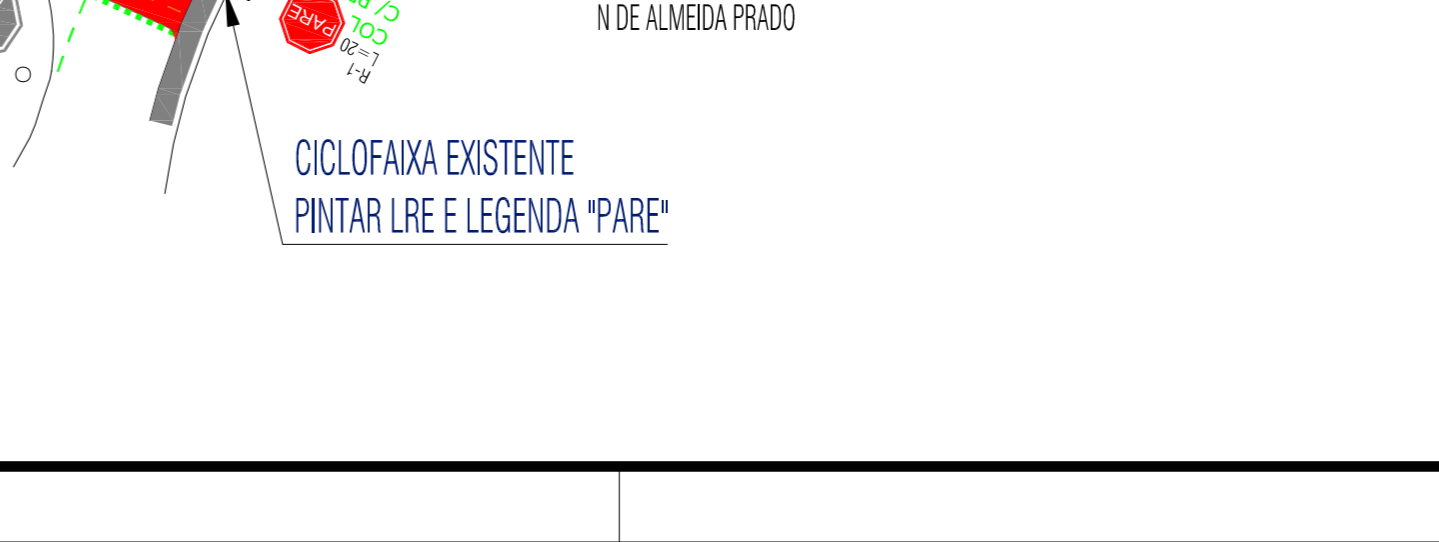 N DE ALMEIDA PRADO
PARE
COL
C/
L=20
R-1
CICLOFAIXA EXISTENTE
PINTAR LRE E LEGENDA "PARE"